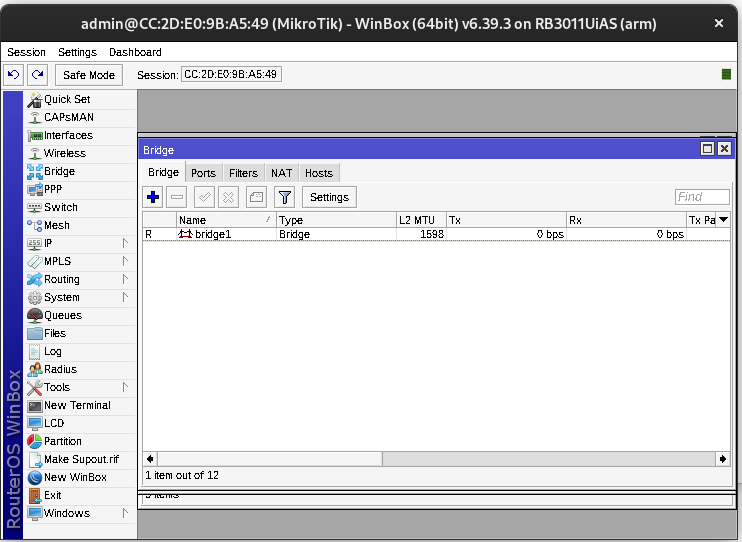 admin@CC:2D:E0:9B:A5:49 (MikroTik) - WinBox (64bit) v6.39.3 on RB3011UiAS (arm)
Session Settings Dashboard
Safe Mode Session: CC:2D:E0:9B:A5:49
Quick Set
CAPsMAN
Interfaces
Wireless
Bridge
PPP
Switch
Mesh
IP
MPLS
Routing
System
Queues
Files
Log
Radius
Tools
New Terminal
LCD
Partition
Make Supout.rif
New WinBox
Exit
Windows
RouterOS WinBox
Bridge
Bridge Ports Filters NAT Hosts
Settings Find
Name Type L2 MTU Tx Rx Tx Pa
R bridge1 Bridge 1598 0 bps 0 bps
1 item out of 12
items